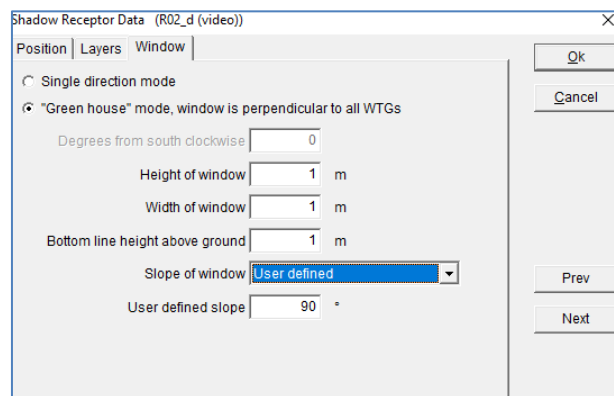 Shadow Receptor Data (R02_d (video))
Position Layers Window
Ok
Single direction mode
"Green house" mode, window is perpendicular to all WTGs
Cancel
Degrees from south clockwise 0
Height of window 1 m
Width of window 1 m
Bottom line height above ground 1 m
Slope of window User defined
Prev
User defined slope 90 °
Next